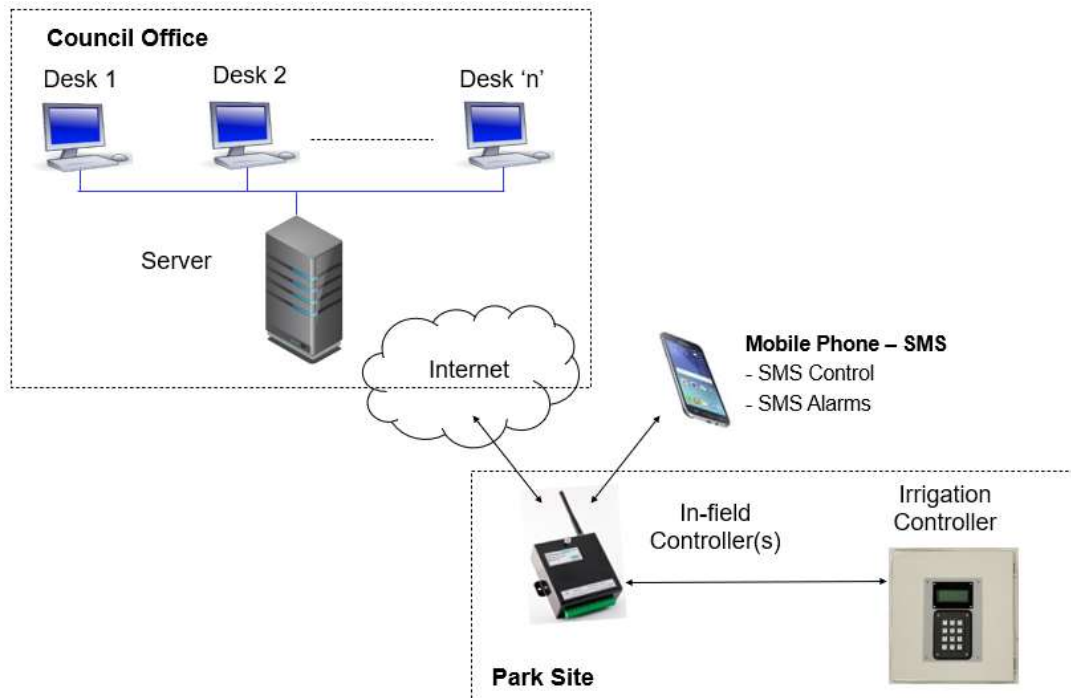 Council Office
Desk 1
Desk 2
Desk ‘n’
Server
Internet
Mobile Phone – SMS
- SMS Control
- SMS Alarms
In-field
Controller(s)
Irrigation
Controller
Park Site